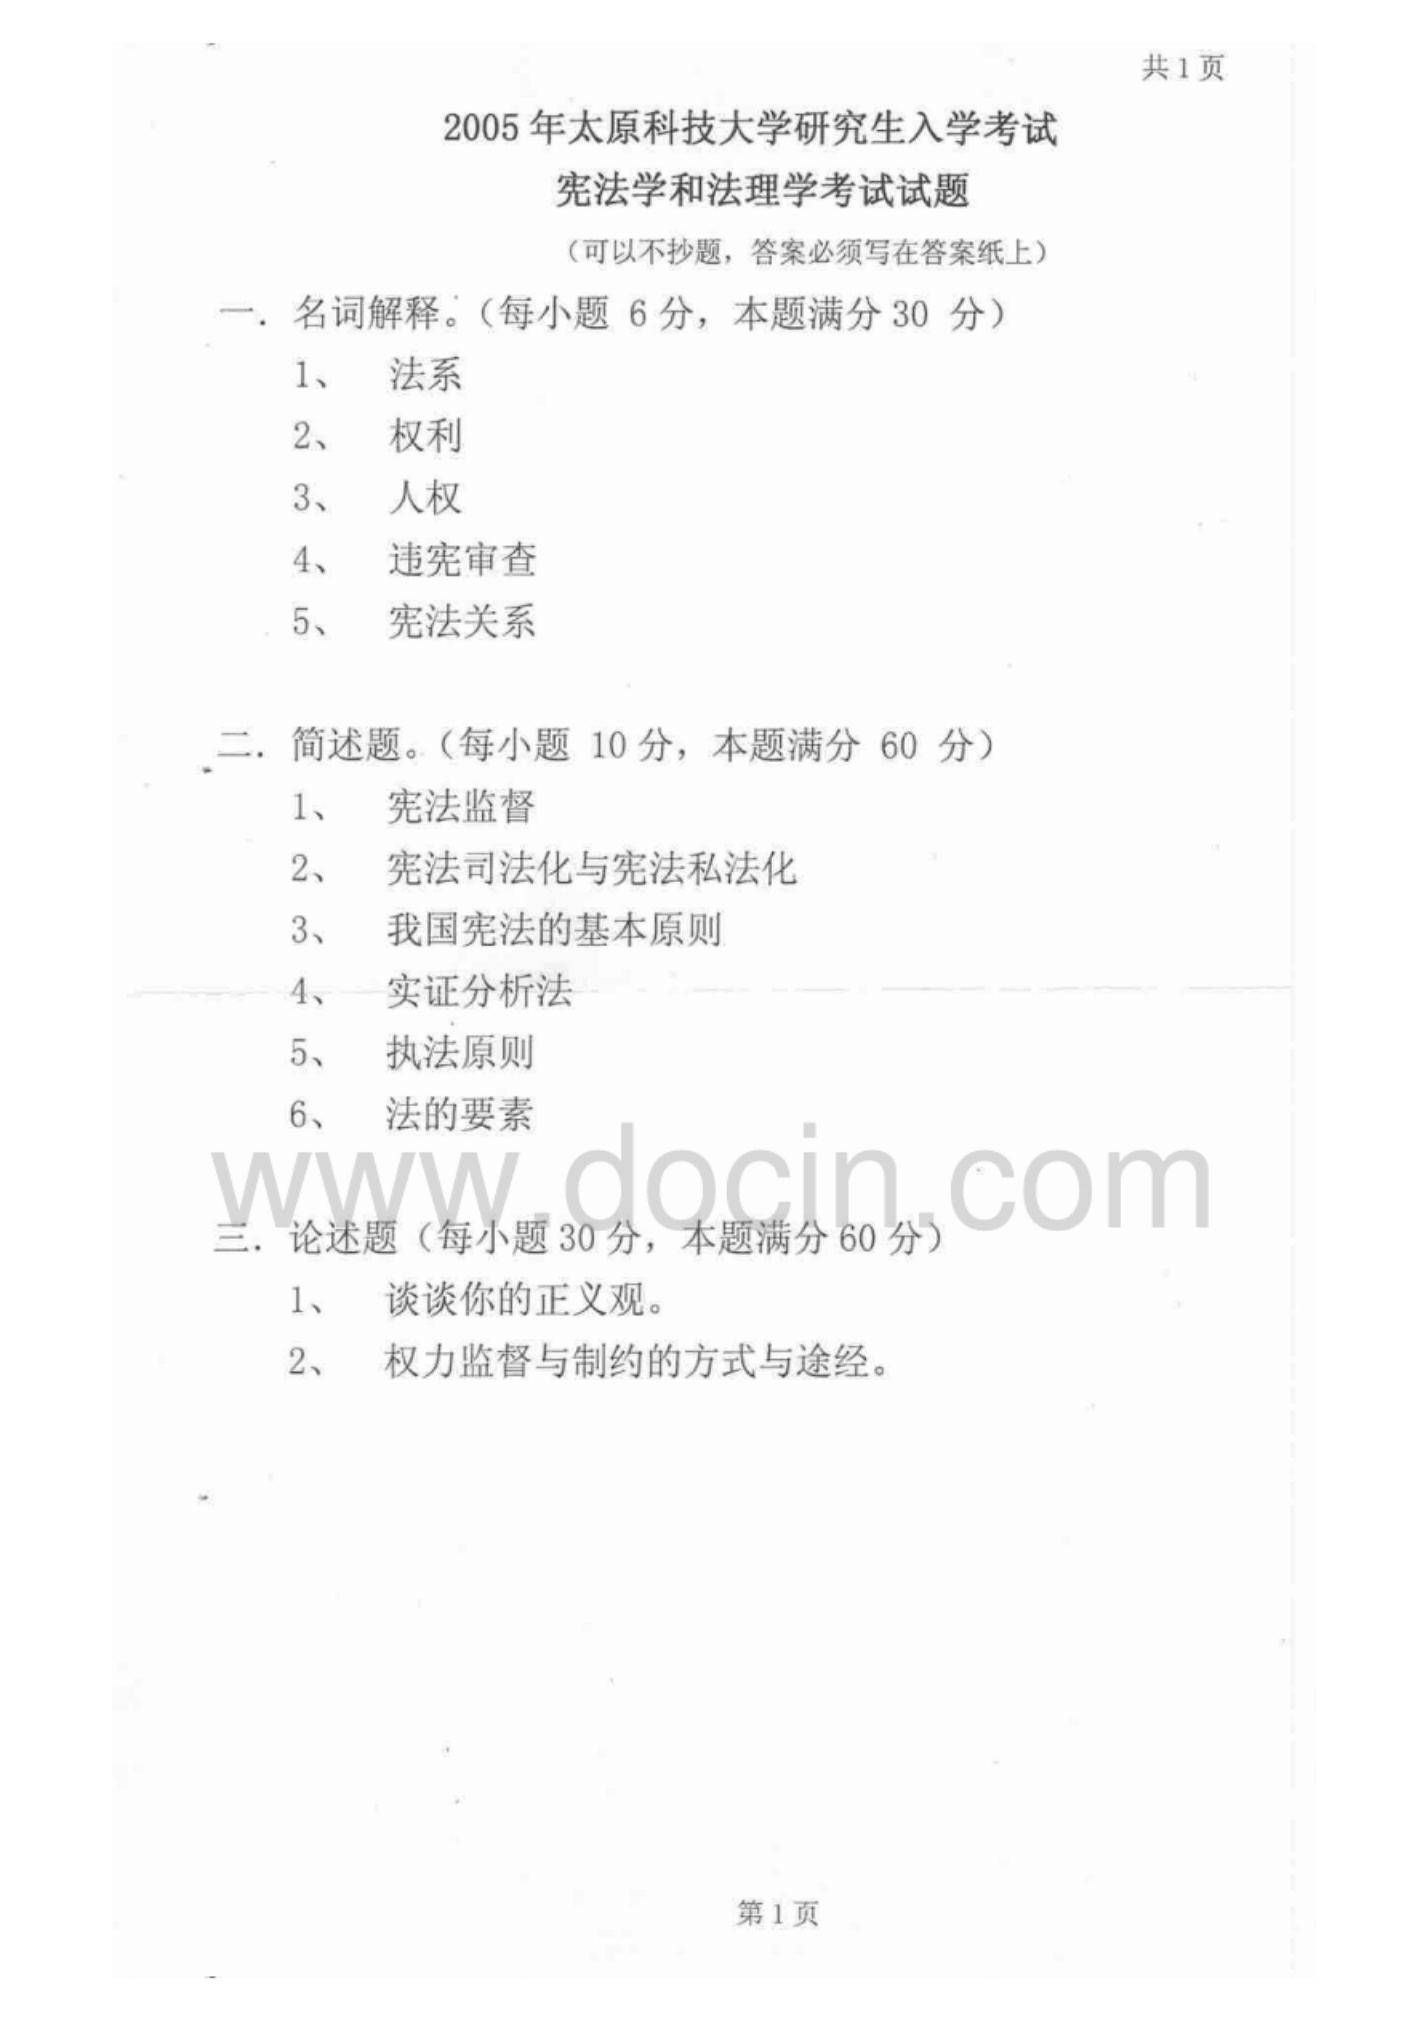 共1页
2005年太原科技大学研究生入学考试
宪法学和法理学考试试题
（可以不抄题，答案必须写在答案纸上）
一．名词解释。（每小题 6分，本题满分30 分）
1、 法系
2、 权利
3、 人权
4、 违宪审查
5、 宪法关系
二．简述题。（每小题 10分，本题满分 60 分）
1、 宪法监督
2、 宪法司法化与宪法私法化
3、 我国宪法的基本原则
4、 实证分析法
5、 执法原则
6、 法的要素
www.docin.com
三．论述题（每小题30分，本题满分60分）
1、 谈谈你的正义观。
2、 权力监督与制约的方式与途经。
第1页